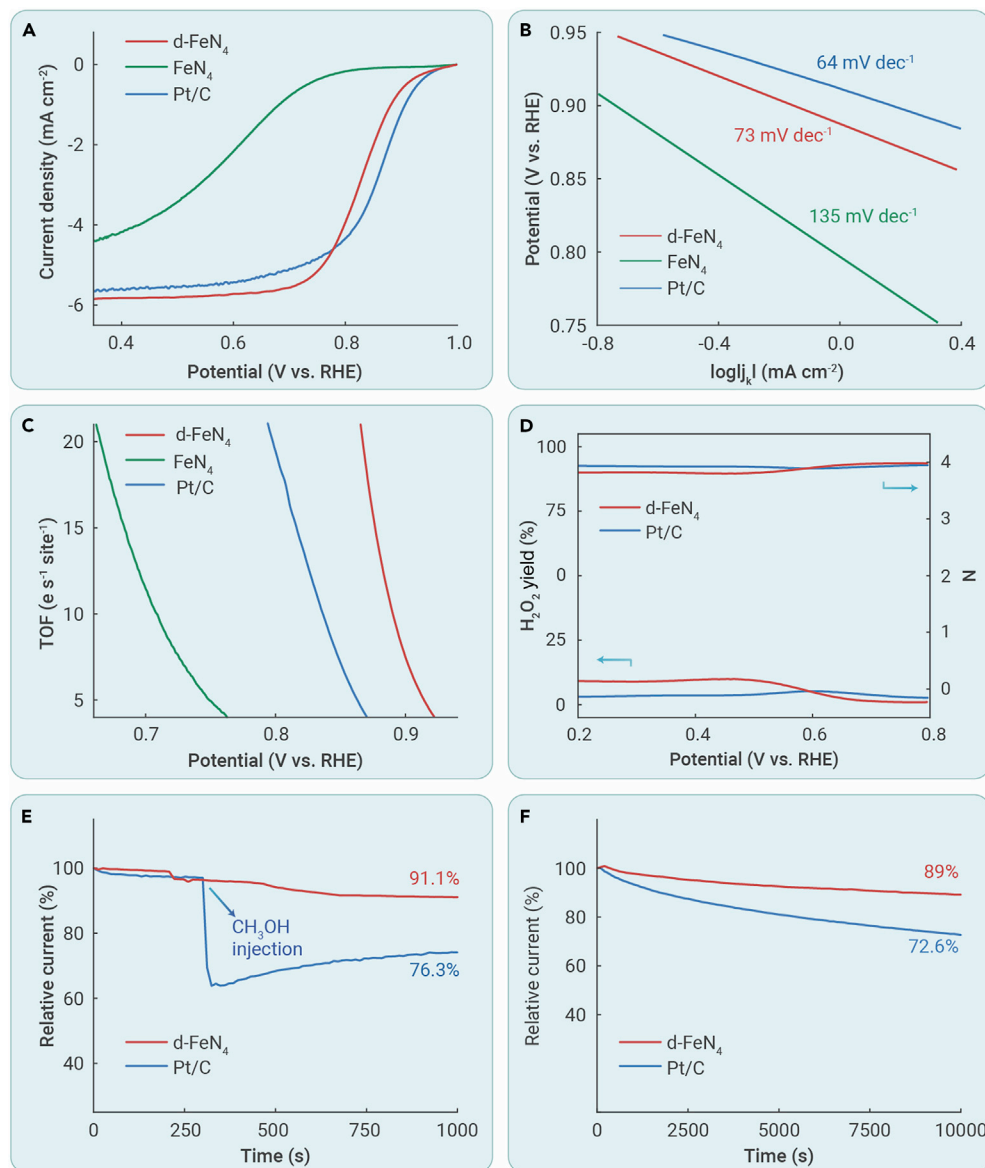 A
d-FeN₄
FeN₄
Pt/C
Current density (mA cm⁻²)
0
-2
-4
-6
0.4 0.6 0.8 1.0
Potential (V vs. RHE)
B
64 mV dec⁻¹
73 mV dec⁻¹
135 mV dec⁻¹
d-FeN₄
FeN₄
Pt/C
Potential (V vs. RHE)
0.95
0.90
0.85
0.80
0.75
-0.8 -0.4 0.0 0.4
log|jₖ| (mA cm⁻²)
C
d-FeN₄
FeN₄
Pt/C
TOF (e s⁻¹ site⁻¹)
20
15
10
5
0.7 0.8 0.9
Potential (V vs. RHE)
D
d-FeN₄
Pt/C
H₂O₂ yield (%)
100
75
0
25
0
4
3
2
1
0
N
0.2 0.4 0.6 0.8
Potential (V vs. RHE)
E
91.1%
CH₃OH
injection
76.3%
d-FeN₄
Pt/C
Relative current (%)
100
80
60
40
0 250 500 750 1000
Time (s)
F
89%
72.6%
d-FeN₄
Pt/C
Relative current (%)
100
80
60
40
0 2500 5000 7500 10000
Time (s)